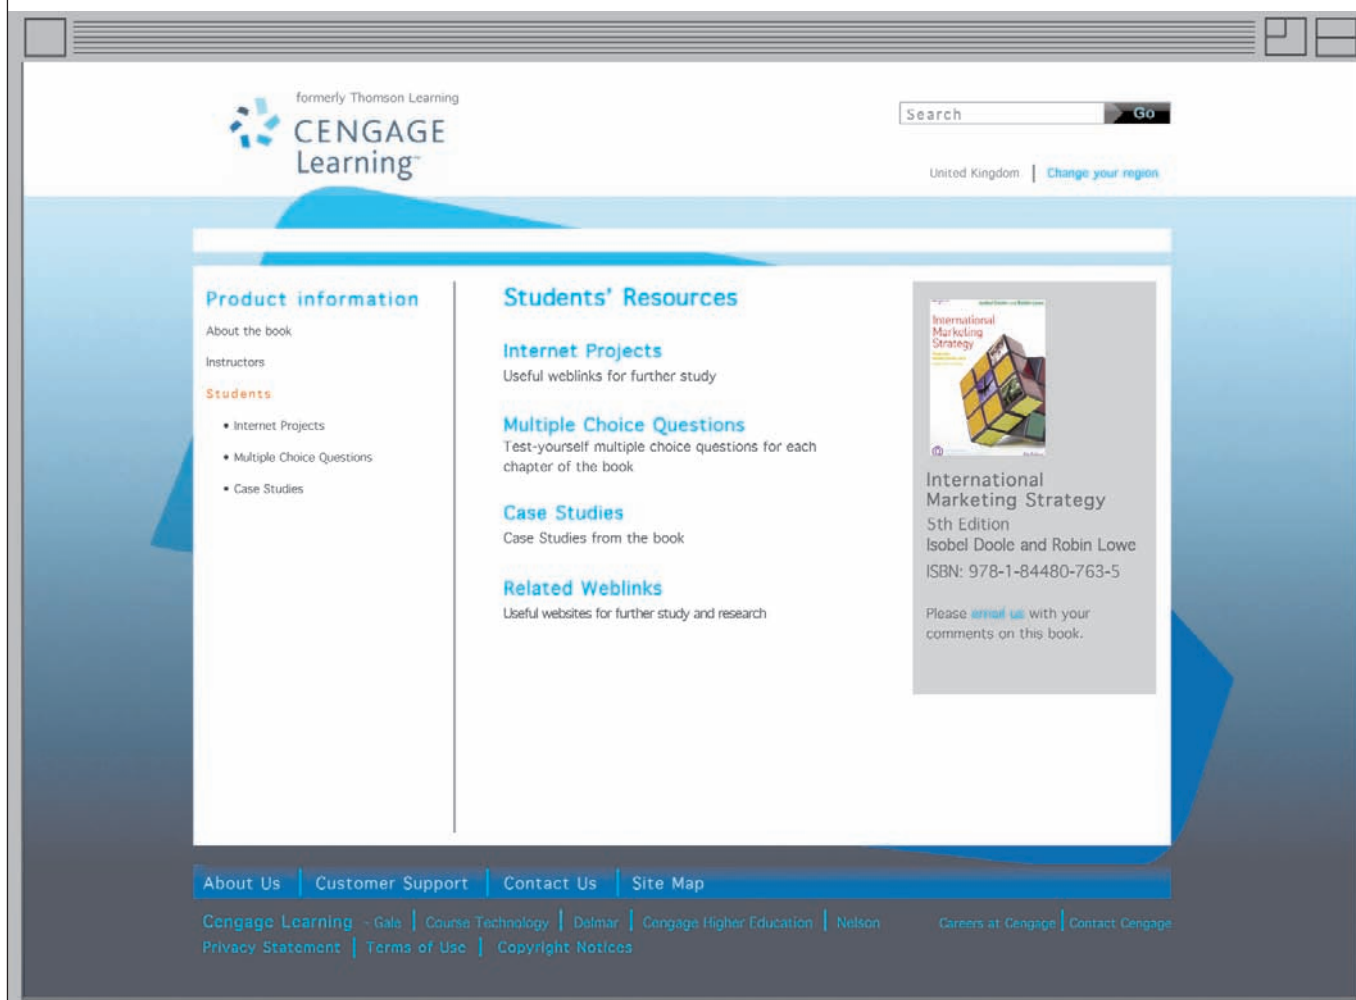 formerly Thomson Learning
CENGAGE
Learning™
Search
Go
United Kingdom | Change your region
Product information
About the book
Instructors
Students
• Internet Projects
• Multiple Choice Questions
• Case Studies
Students' Resources
Internet Projects
Useful weblinks for further study
Multiple Choice Questions
Test-yourself multiple choice questions for each
chapter of the book
Case Studies
Case Studies from the book
Related Weblinks
Useful websites for further study and research
Isobel Doole and Robin Lowe
International
Marketing
Strategy
International
Marketing Strategy
5th Edition
Isobel Doole and Robin Lowe
ISBN: 978-1-84480-763-5
Please email us with your
comments on this book.
About Us | Customer Support | Contact Us | Site Map
Cengage Learning - Gale | Course Technology | Delmar | Cengage Higher Education | Nelson
Careers at Cengage | Contact Cengage
Privacy Statement | Terms of Use | Copyright Notices